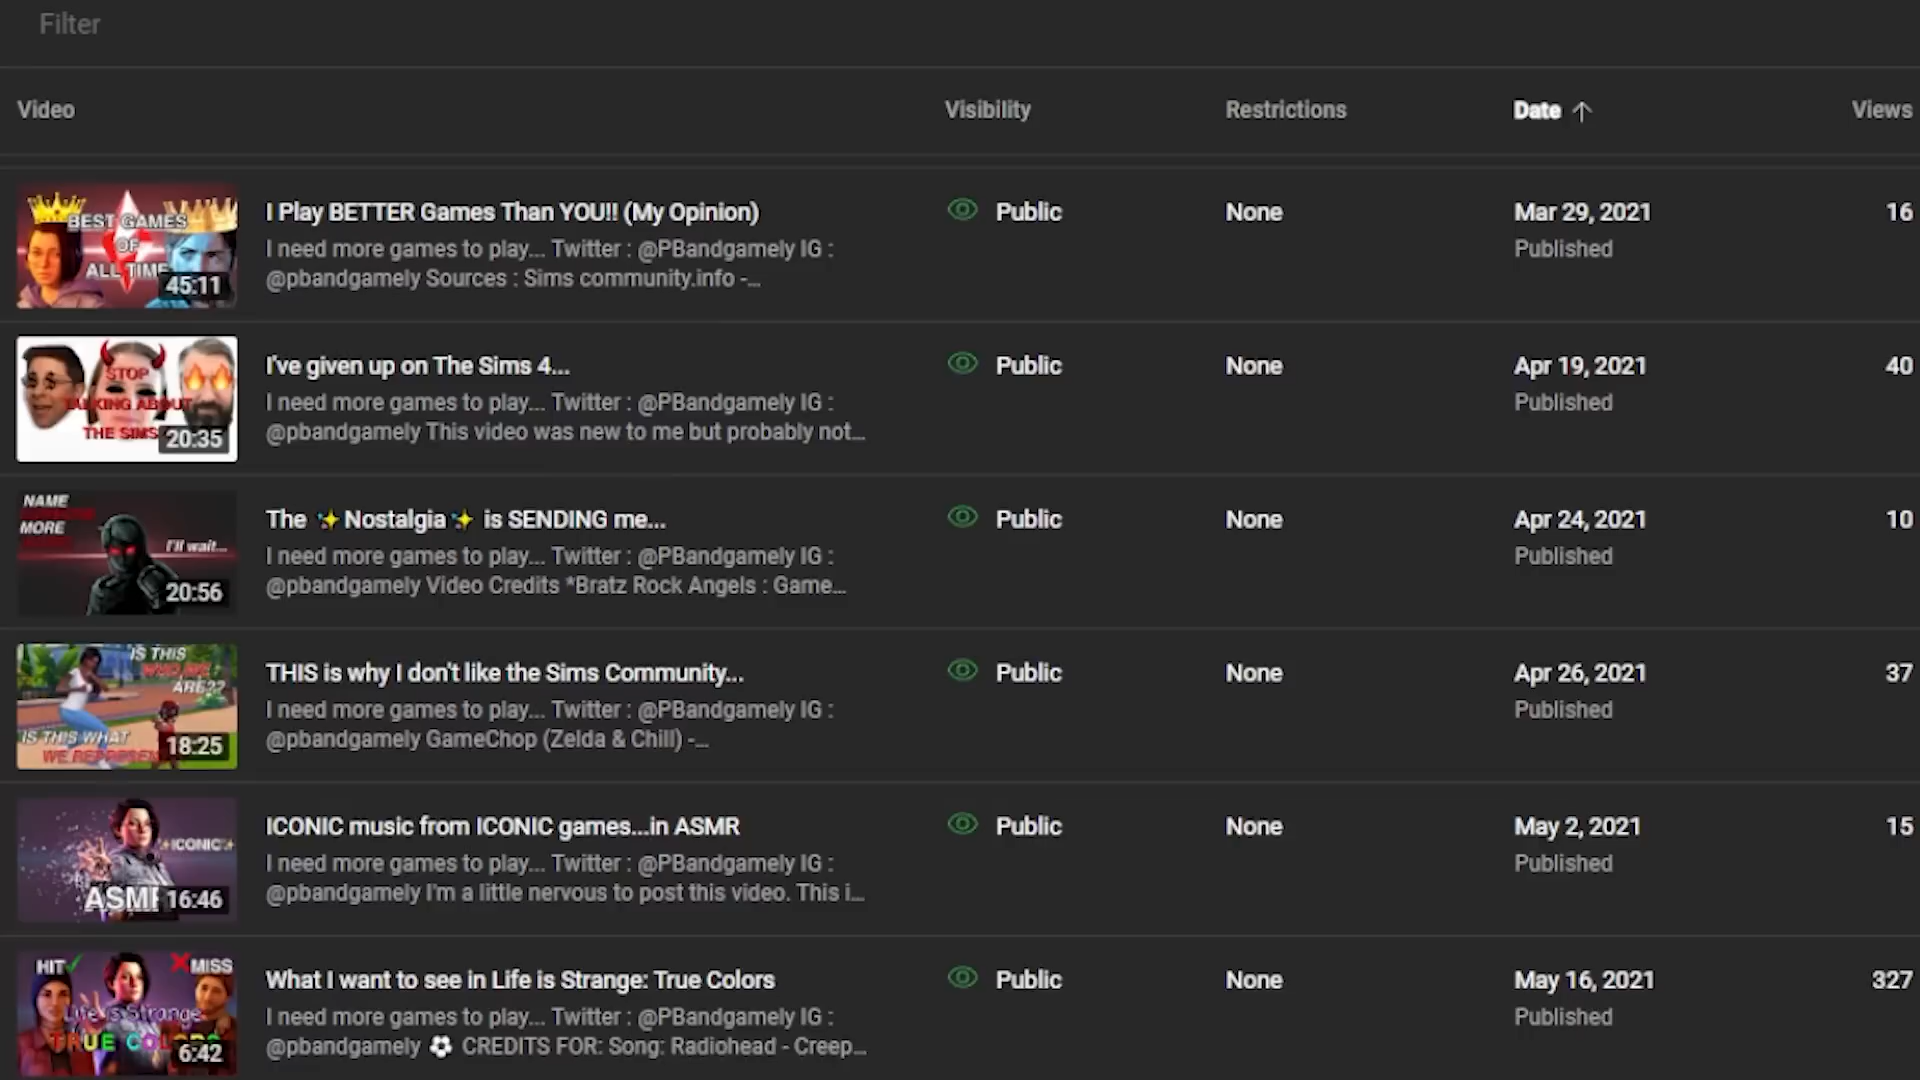 Filter
Video Visibility Restrictions Date ↑ Views
BEST GAMES
OF
ALL TIME
45:11
I Play BETTER Games Than YOU!! (My Opinion) Public None Mar 29, 2021 16
I need more games to play... Twitter : @PBandgamely IG : Published
@pbandgamely Sources : Sims community.info -...
STOP
TALKING ABOUT
THE SIMS
20:35
I've given up on The Sims 4... Public None Apr 19, 2021 40
I need more games to play... Twitter : @PBandgamely IG : Published
@pbandgamely This video was new to me but probably not...
NAME
MORE
I'll wait...
20:56
The ✨Nostalgia✨ is SENDING me... Public None Apr 24, 2021 10
I need more games to play... Twitter : @PBandgamely IG : Published
@pbandgamely Video Credits *Bratz Rock Angels : Game...
IS THIS
WHO WE
ARE??
IS THIS WHAT
WE REPRESEN
18:25
THIS is why I don't like the Sims Community... Public None Apr 26, 2021 37
I need more games to play... Twitter : @PBandgamely IG : Published
@pbandgamely GameChop (Zelda & Chill) -...
✨ICONIC✨
ASMR
16:46
ICONIC music from ICONIC games...in ASMR Public None May 2, 2021 15
I need more games to play... Twitter : @PBandgamely IG : Published
@pbandgamely I'm a little nervous to post this video. This i...
HIT✓ ❌MISS
Life is Strange
TRUE COLORS
6:42
What I want to see in Life is Strange: True Colors Public None May 16, 2021 327
I need more games to play... Twitter : @PBandgamely IG : Published
@pbandgamely ⚽ CREDITS FOR: Song: Radiohead - Creep...